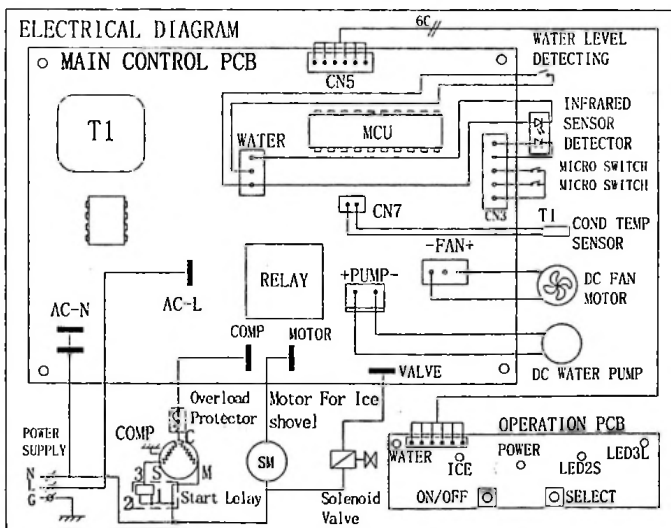 ELECTRICAL DIAGRAM
6C
MAIN CONTROL PCB
CN5
WATER LEVEL
DETECTING
T1
MCU
WATER
INFRARED
SENSOR
DETECTOR
MICRO SWITCH
MICRO SWITCH
CN3
CN7
T1
COND TEMP
SENSOR
-FAN+
DC FAN
MOTOR
RELAY
+PUMP-
AC-N
AC-L
COMP
MOTOR
DC WATER PUMP
VALVE
Overload
Protector
Motor For Ice
shovel
OPERATION PCB
POWER
SUPPLY
COMP
C
N
L
G
3
S
M
2
1
Start Lelay
SM
Solenoid
Valve
WATER
ICE
POWER
LED2S
LED3L
ON/OFF
SELECT